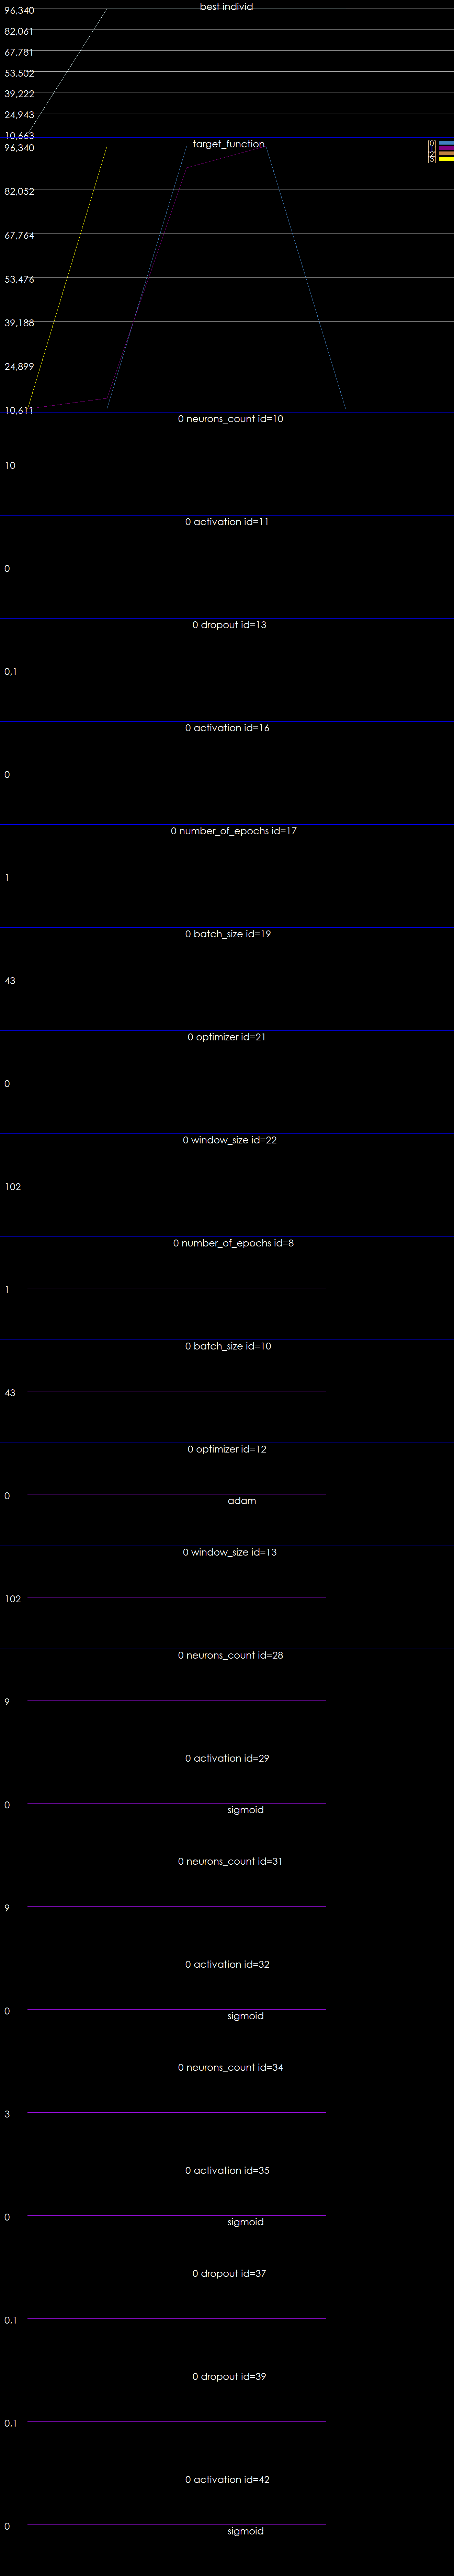 best individ
96,340
82,061
67,781
53,502
39,222
24,943
10,663
target_function
96,340
[0]
[1]
[2]
[3]
82,052
67,764
53,476
39,188
24,899
10,611
0 neurons_count id=10
10
0 activation id=11
0
0 dropout id=13
0,1
0 activation id=16
0
0 number_of_epochs id=17
1
0 batch_size id=19
43
0 optimizer id=21
0
0 window_size id=22
102
0 number_of_epochs id=8
1
0 batch_size id=10
43
0 optimizer id=12
0
adam
0 window_size id=13
102
0 neurons_count id=28
9
0 activation id=29
0
sigmoid
0 neurons_count id=31
9
0 activation id=32
0
sigmoid
0 neurons_count id=34
3
0 activation id=35
0
sigmoid
0 dropout id=37
0,1
0 dropout id=39
0,1
0 activation id=42
0
sigmoid